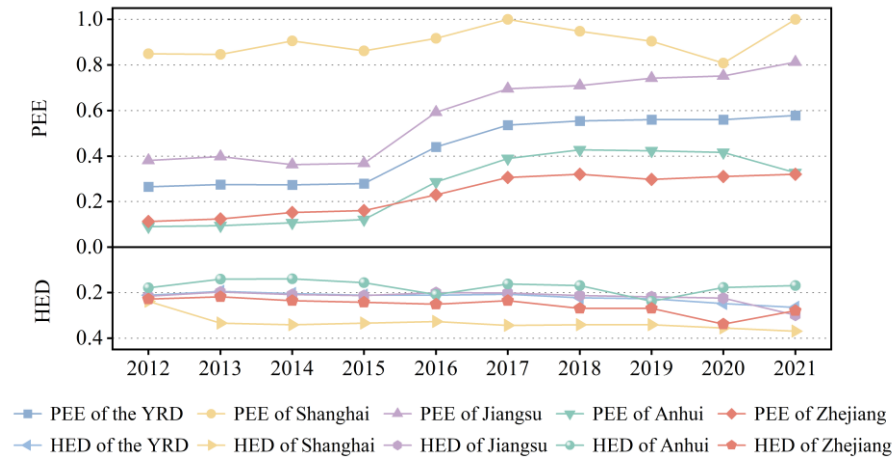 1.0
0.8
0.6
0.4
0.2
0.0
PEE
0.2
0.4
HED
2012 2013 2014 2015 2016 2017 2018 2019 2020 2021
PEE of the YRD PEE of Shanghai PEE of Jiangsu PEE of Anhui PEE of Zhejiang
HED of the YRD HED of Shanghai HED of Jiangsu HED of Anhui HED of Zhejiang